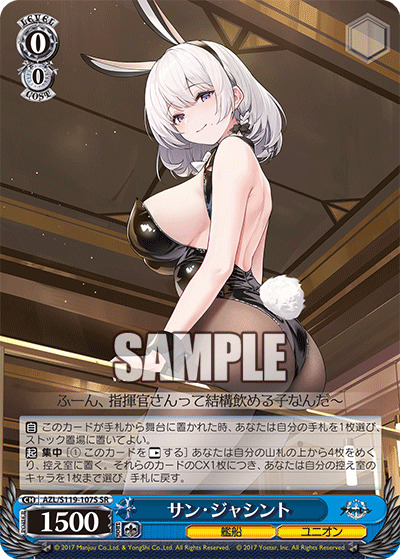 LEVEL
0
0
COST
SAMPLE
ふーん、指揮官さんって結構飲める子なんだ~
自 このカードが手札から舞台に置かれた時、あなたは自分の手札を1枚選び、
ストック置場に置いてよい。
起 集中 [① このカードを する] あなたは自分の山札の上から4枚をめく
り、控え室に置く。それらのカードのCX1枚につき、あなたは自分の控え室の
キャラを1枚まで選び、手札に戻す。
CH AZL/S119-107S SR
サン・ジャシント
1500
艦船
ユニオン
© 2017 Manjuu Co.,Ltd. & YongShi Co.,Ltd. All Rights Reserved. © 2017 Yostar, Inc. All Rights Reserved.